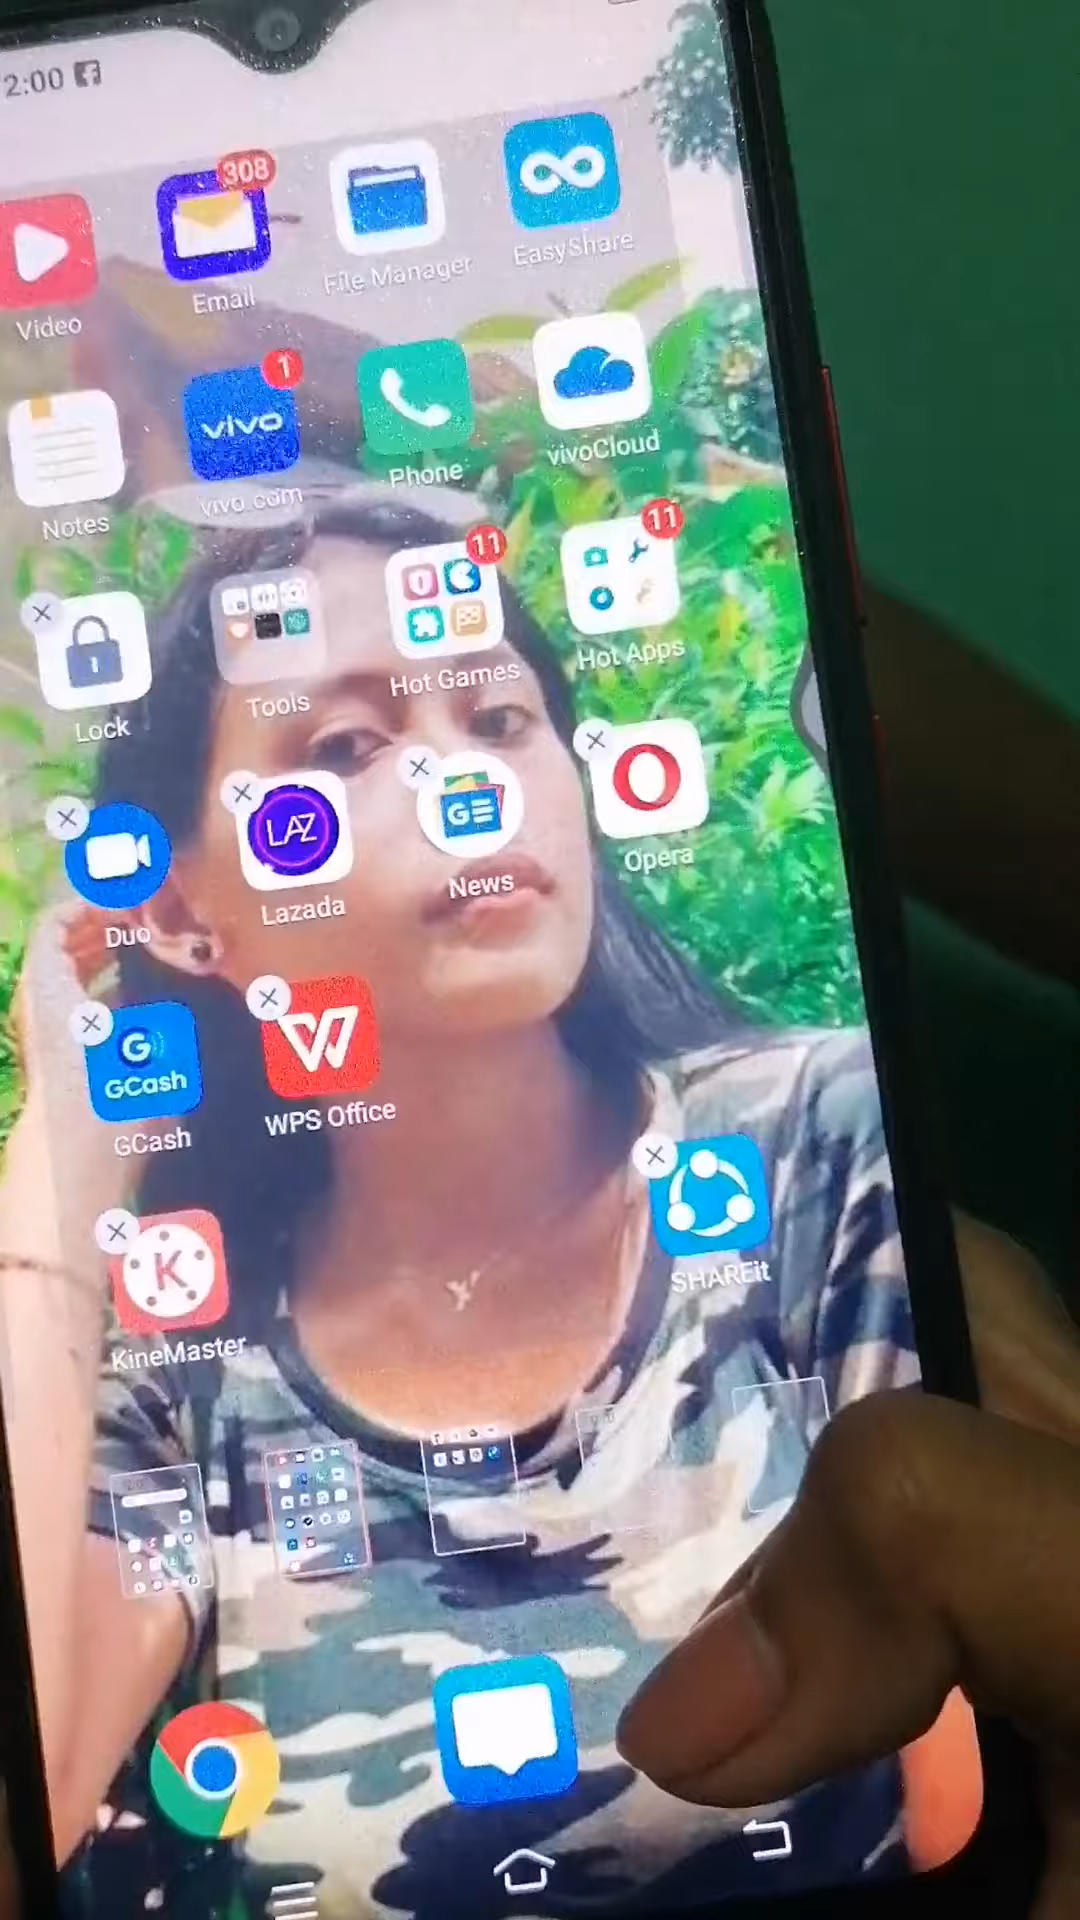 2:00
308
Video
Email
File Manager
EasyShare
1
vivo
Notes
vivo.com
Phone
vivoCloud
11
11
Lock
Tools
Hot Games
Hot Apps
LAZ
G
Duo
Lazada
News
Opera
G
GCash
W
GCash
WPS Office
K
KineMaster
SHAREit